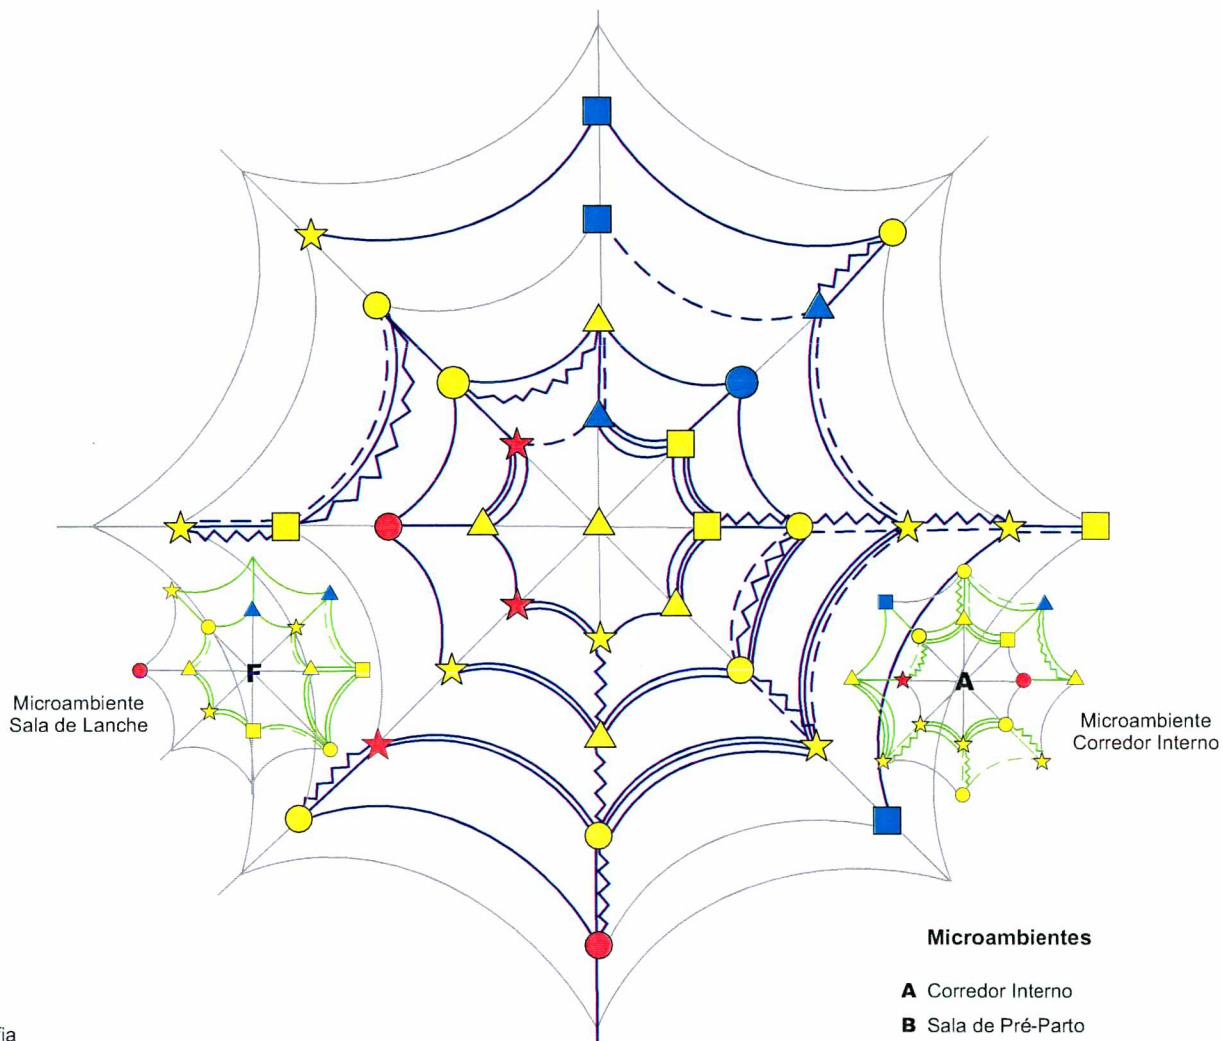 F
Microambiente
Sala de Lanche
A
Microambiente
Corredor Interno
Microambientes
A Corredor Interno
B Sala de Pré-Parto